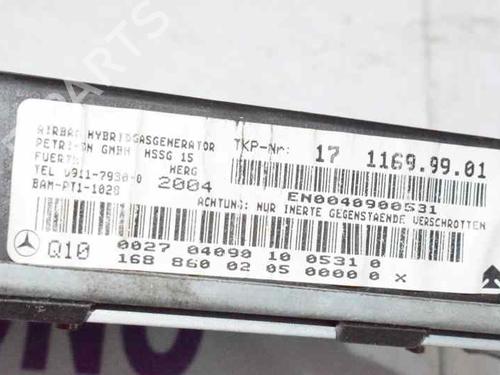 PARTS
AIRBAG HYBRIDGASGENERATOR
PETRI-DN GMBH HSSG 15
FUERTH HERG
TEL 0911-7930-0 2004
BAM-PT1-1028
TKP-Nr: 17 1169.99.01
EN0040900531
ACHTUNG: NUR INERTE GEGENSTAENDE VERSCHROTTEN
Q10 0027 04090 10 0531 0
168 860 02 05 0000 0 x